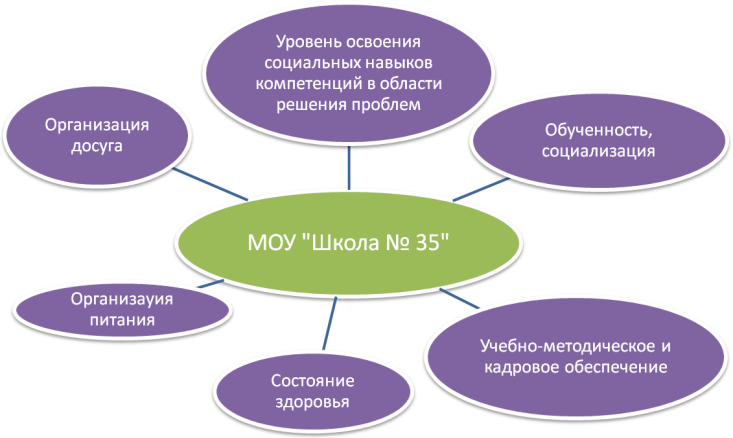 Уровень освоения
социальных навыков
компетенций в области
решения проблем
Организация
досуга
Обученность,
социализация
МОУ "Школа № 35"
Организауия
питания
Учебно-методическое и
кадровое обеспечение
Состояние
здоровья